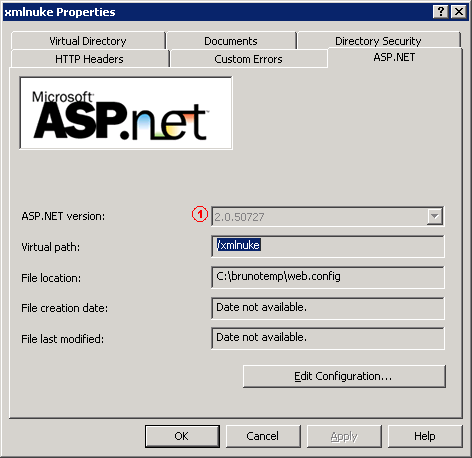 xmlnuke Properties
Virtual Directory
Documents
Directory Security
HTTP Headers
Custom Errors
ASP.NET
Microsoft
ASP.net
ASP.NET version:
1
2.0.50727
Virtual path:
/xmlnuke
File location:
C:\brunotemp\web.config
File creation date:
Date not available.
File last modified:
Date not available.
Edit Configuration...
OK
Cancel
Apply
Help